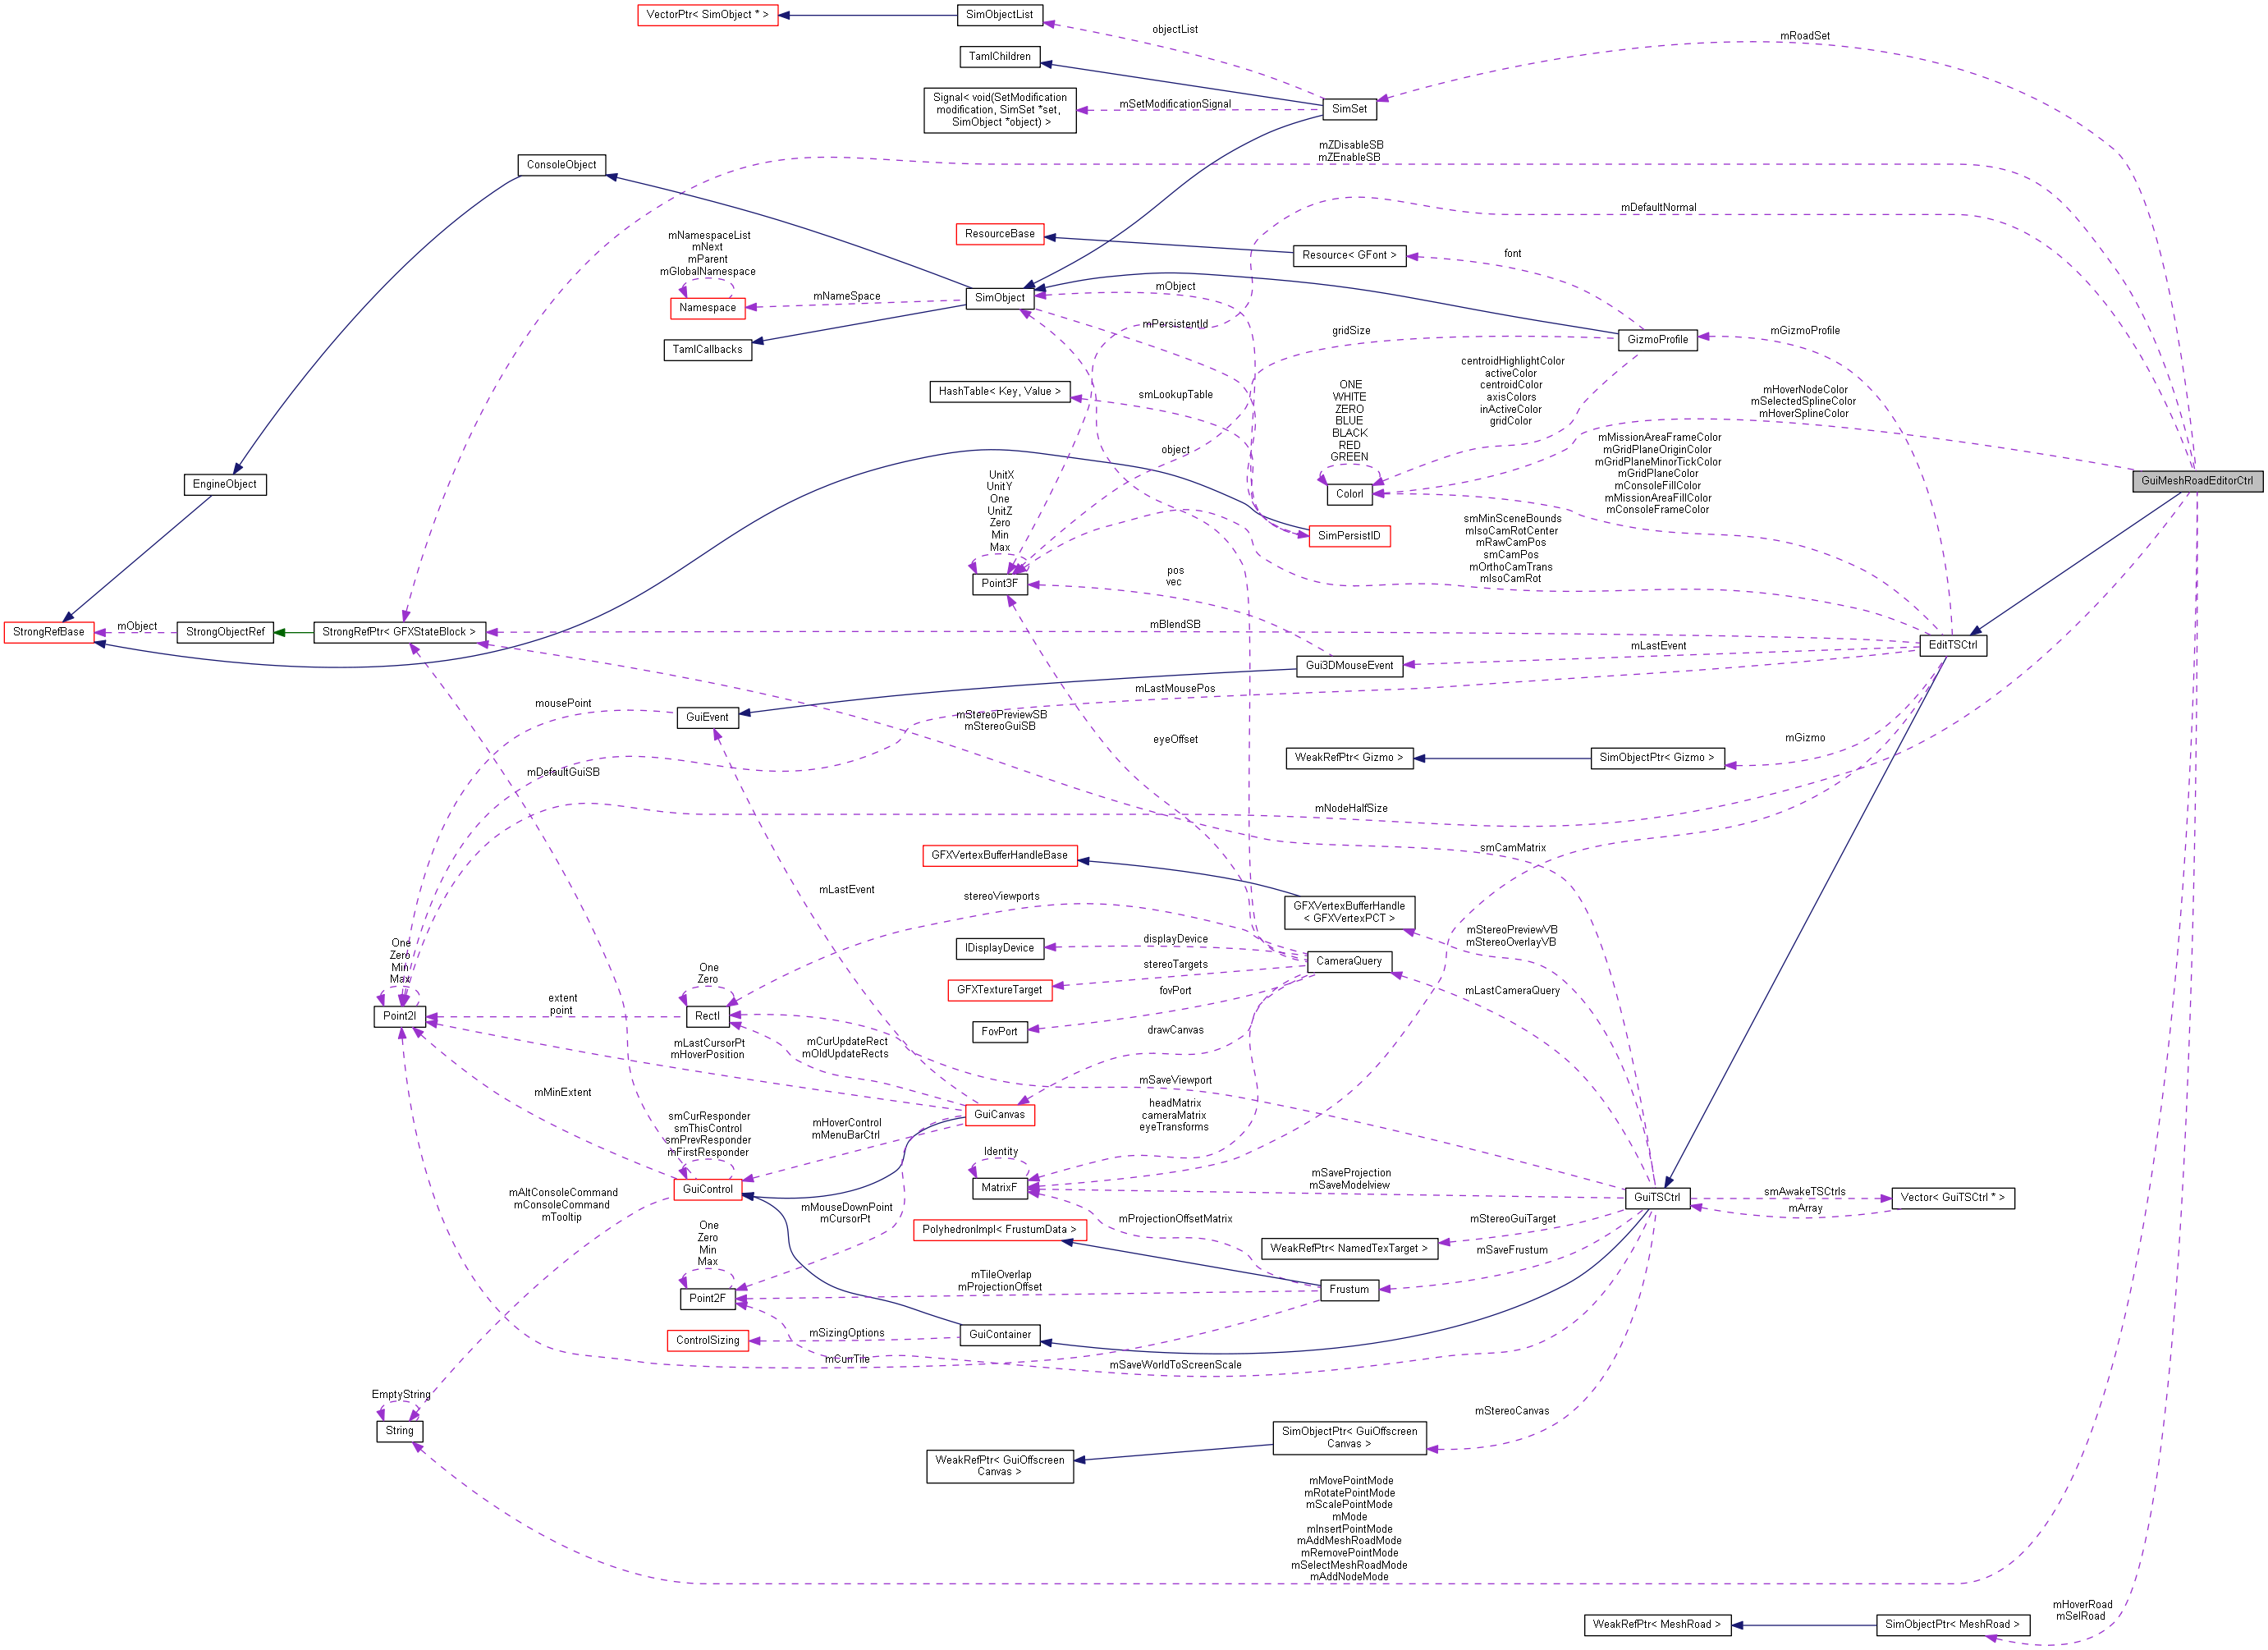 VectorPtr< SimObject * >
SimObjectList
objectList
mRoadSet
TamlChildren
Signal< void(SetModification
modification, SimSet *set,
SimObject *object) >
mSetModificationSignal
SimSet
ConsoleObject
mZDisableSB
mZEnableSB
mDefaultNormal
ResourceBase
Resource< GFont >
font
mNamespaceList
mNext
mParent
mGlobalNamespace
Namespace
mNameSpace
SimObject
mObject
mPersistentId
gridSize
GizmoProfile
mGizmoProfile
TamlCallbacks
HashTable< Key, Value >
smLookupTable
centroidHighlightColor
activeColor
centroidColor
axisColors
inActiveColor
gridColor
ONE
WHITE
ZERO
BLUE
BLACK
RED
GREEN
ColorI
mHoverNodeColor
mSelectedSplineColor
mHoverSplineColor
mMissionAreaFrameColor
mGridPlaneOriginColor
mGridPlaneMinorTickColor
mGridPlaneColor
mConsoleFillColor
mMissionAreaFillColor
mConsoleFrameColor
GuiMeshRoadEditorCtrl
EngineObject
object
UnitX
UnitY
One
UnitZ
Zero
Min
Max
Point3F
SimPersistID
smMinSceneBounds
mIsoCamRotCenter
mRawCamPos
smCamPos
mOrthoCamTrans
mIsoCamRot
pos
vec
StrongRefBase
mObject
StrongObjectRef
StrongRefPtr< GFXStateBlock >
mBlendSB
EditTSCtrl
mLastEvent
Gui3DMouseEvent
mLastMousePos
mousePoint
GuiEvent
mStereoPreviewSB
mStereoGuiSB
eyeOffset
WeakRefPtr< Gizmo >
SimObjectPtr< Gizmo >
mGizmo
mDefaultGuiSB
mNodeHalfSize
smCamMatrix
GFXVertexBufferHandleBase
GFXVertexBufferHandle
< GFXVertexPCT >
mLastEvent
stereoViewports
mStereoPreviewVB
mStereoOverlayVB
IDisplayDevice
displayDevice
CameraQuery
stereoTargets
GFXTextureTarget
fovPort
FovPort
mLastCameraQuery
One
Zero
Min
Max
Point2I
extent
point
One
Zero
RectI
drawCanvas
mLastCursorPt
mHoverPosition
mCurUpdateRect
mOldUpdateRects
mSaveViewport
mMinExtent
GuiCanvas
headMatrix
cameraMatrix
eyeTransforms
smCurResponder
smThisControl
smPrevResponder
mFirstResponder
GuiControl
mHoverControl
mMenuBarCtrl
Identity
MatrixF
mSaveProjection
mSaveModelview
GuiTSCtrl
smAwakeTSCtrls
mArray
Vector< GuiTSCtrl * >
mAltConsoleCommand
mConsoleCommand
mTooltip
mMouseDownPoint
mCursorPt
PolyhedronImpl< FrustumData >
mProjectionOffsetMatrix
WeakRefPtr< NamedTexTarget >
mStereoGuiTarget
mSaveFrustum
One
Zero
Min
Max
Point2F
mTileOverlap
mProjectionOffset
Frustum
ControlSizing
mSizingOptions
GuiContainer
mCurrTile
mSaveWorldToScreenScale
EmptyString
String
mStereoCanvas
SimObjectPtr< GuiOffscreen
Canvas >
WeakRefPtr< GuiOffscreen
Canvas >
mMovePointMode
mRotatePointMode
mScalePointMode
mMode
mInsertPointMode
mAddMeshRoadMode
mRemovePointMode
mSelectMeshRoadMode
mAddNodeMode
mHoverRoad
mSelRoad
WeakRefPtr< MeshRoad >
SimObjectPtr< MeshRoad >